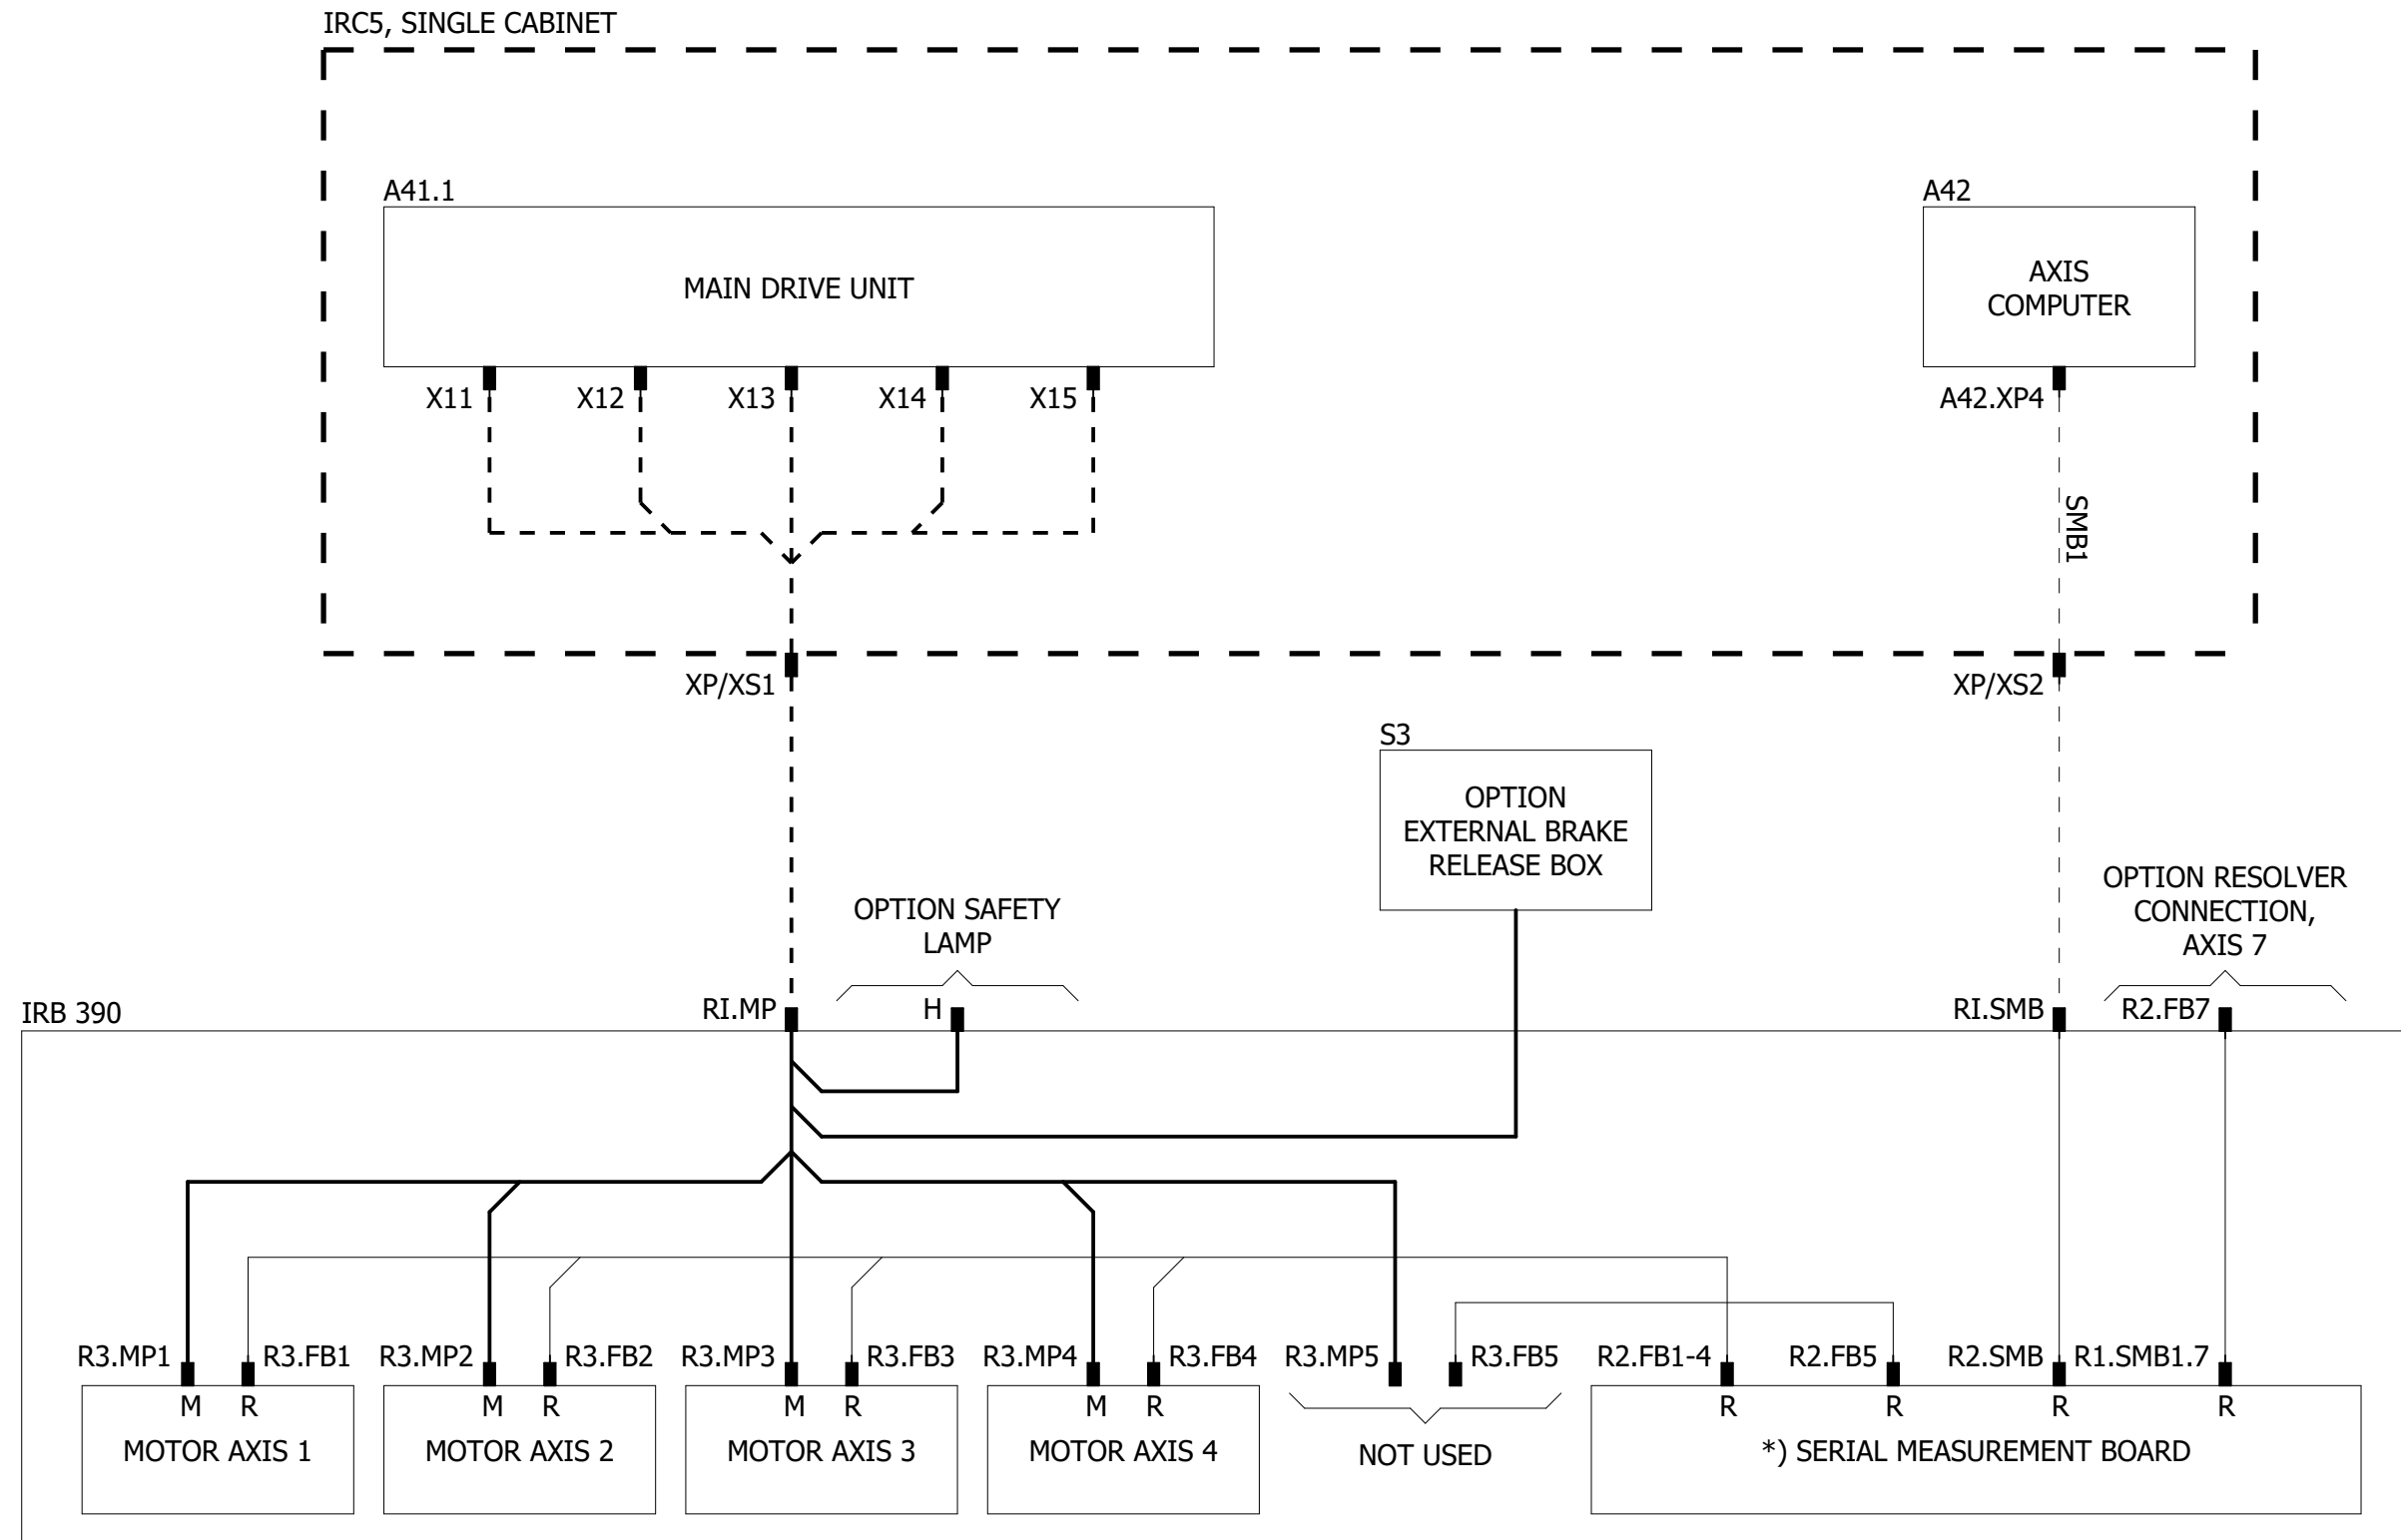 IRC5, SINGLE CABINET
A41.1
A42
MAIN DRIVE UNIT
AXIS
COMPUTER
X11
X12
X13
X14
X15
A42.XP4
SMB1
XP/XS1
XP/XS2
S3
OPTION
EXTERNAL BRAKE
RELEASE BOX
OPTION SAFETY
LAMP
OPTION RESOLVER
CONNECTION,
AXIS 7
IRB 390
RI.MP
H
RI.SMB
R2.FB7
R3.MP1
R3.FB1
R3.MP2
R3.FB2
R3.MP3
R3.FB3
R3.MP4
R3.FB4
R3.MP5
R3.FB5
R2.FB1-4
R2.FB5
R2.SMB
R1.SMB1.7
M
R
M
R
M
R
M
R
R
R
R
R
MOTOR AXIS 1
MOTOR AXIS 2
MOTOR AXIS 3
MOTOR AXIS 4
NOT USED
*) SERIAL MEASUREMENT BOARD